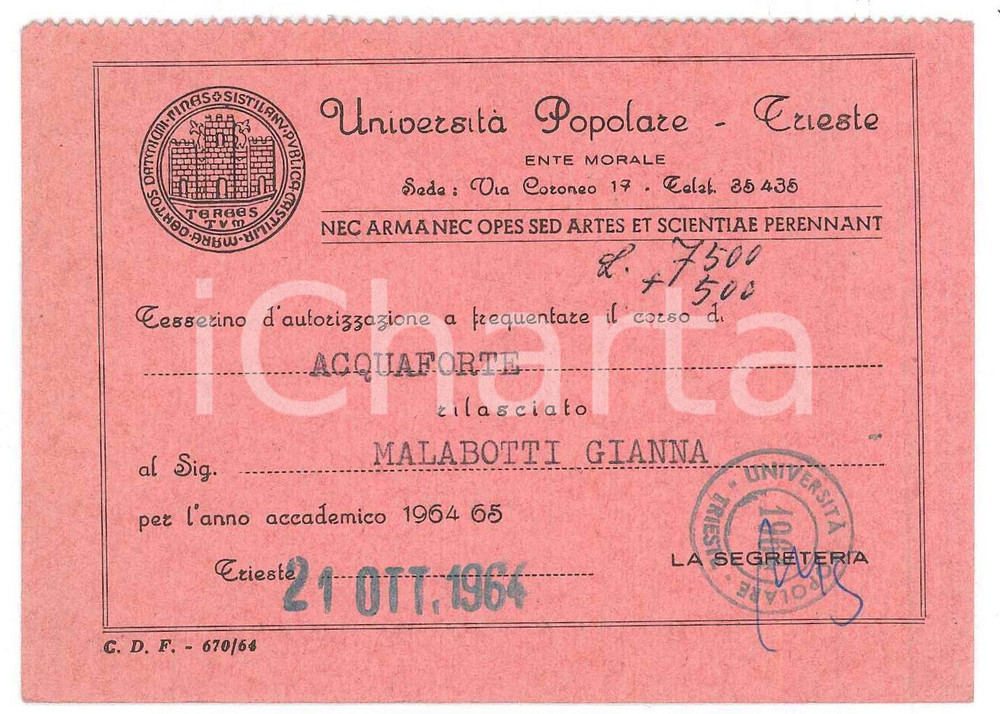 Università Popolare - Trieste
ENTE MORALE
Sede: Via Coroneo 17 - Telef. 35 435
NEC ARMA NEC OPES SED ARTES ET SCIENTIAE PERENNANT
TERGES
TVM
L. 7500
+ 500
Tesserino d'autorizzazione a frequentare il corso di
ACQUAFORTE
rilasciato
al Sig. MALABOTTI GIANNA
per l'anno accademico 1964 65
Trieste 21 OTT. 1964
LA SEGRETERIA
UNIVERSITÀ POPOLARE - TRIESTE -
C. D. F. - 670/64
iCharta